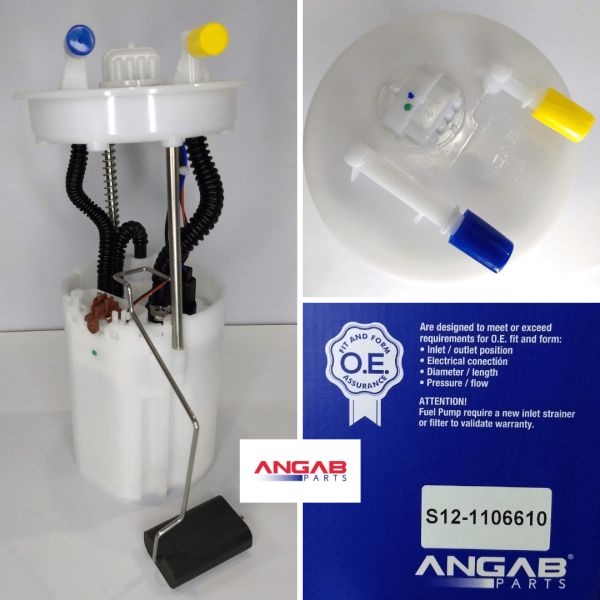 ANGAB
PARTS
FIT AND FORM
O.E.
ASSURANCE
Are designed to meet or exceed
requirements for O.E. fit and form:
• Inlet / outlet position
• Electrical conectión
• Diameter / length
• Pressure / flow
ATTENTION!
Fuel Pump require a new inlet strainer
or filter to validate warranty.
S12-1106610
ANGAB®
PARTS